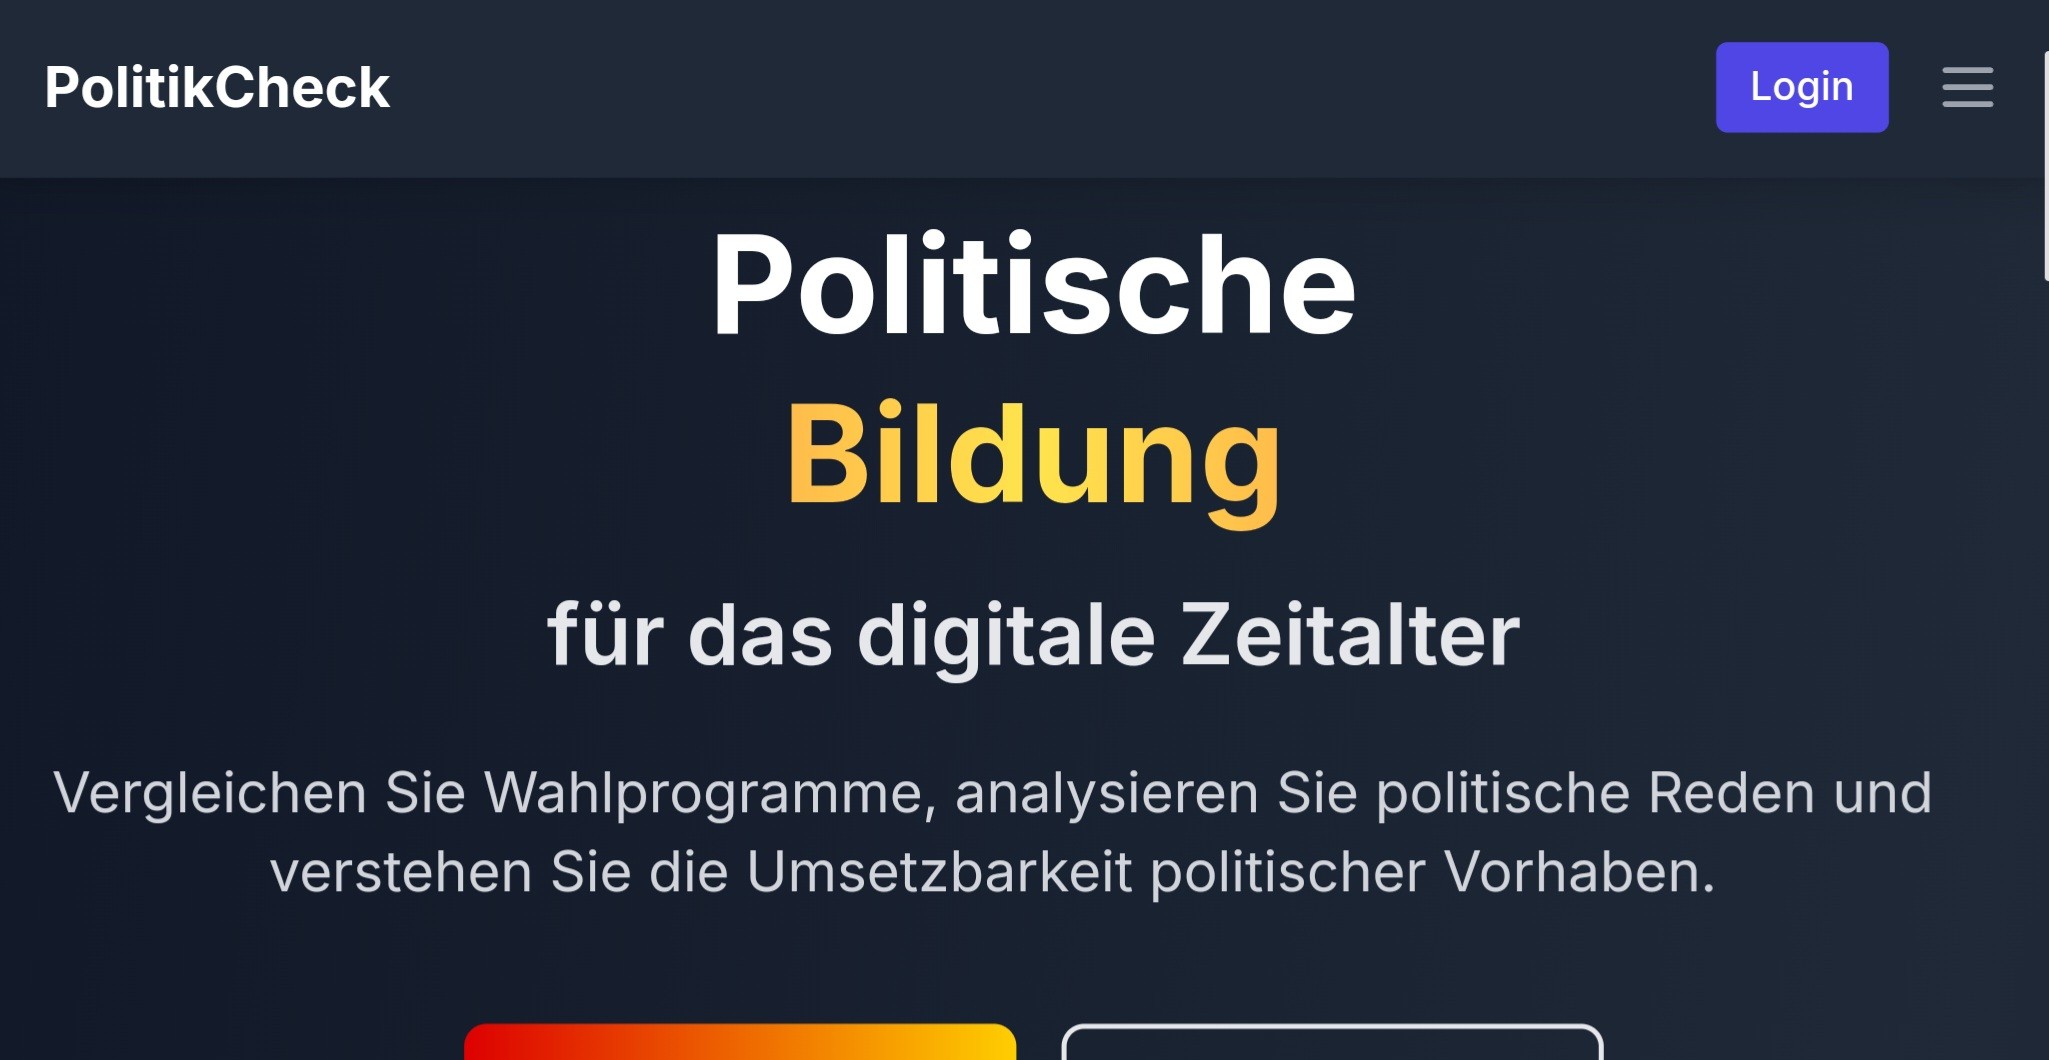 PolitikCheck
Login
Politische
Bildung
für das digitale Zeitalter
Vergleichen Sie Wahlprogramme, analysieren Sie politische Reden und
verstehen Sie die Umsetzbarkeit politischer Vorhaben.